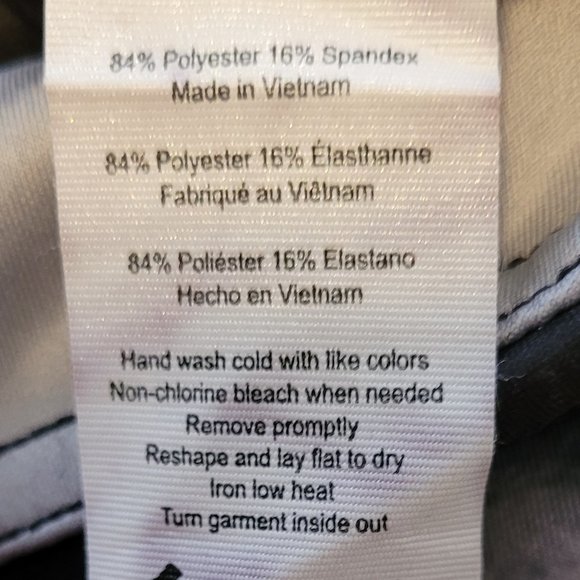 84% Polyester 16% Spandex
Made in Vietnam
84% Polyester 16% Élasthanne
Fabriqué au Viêtnam
84% Poliéster 16% Elastano
Hecho en Vietnam
Hand wash cold with like colors
Non-chlorine bleach when needed
Remove promptly
Reshape and lay flat to dry
Iron low heat
Turn garment inside out